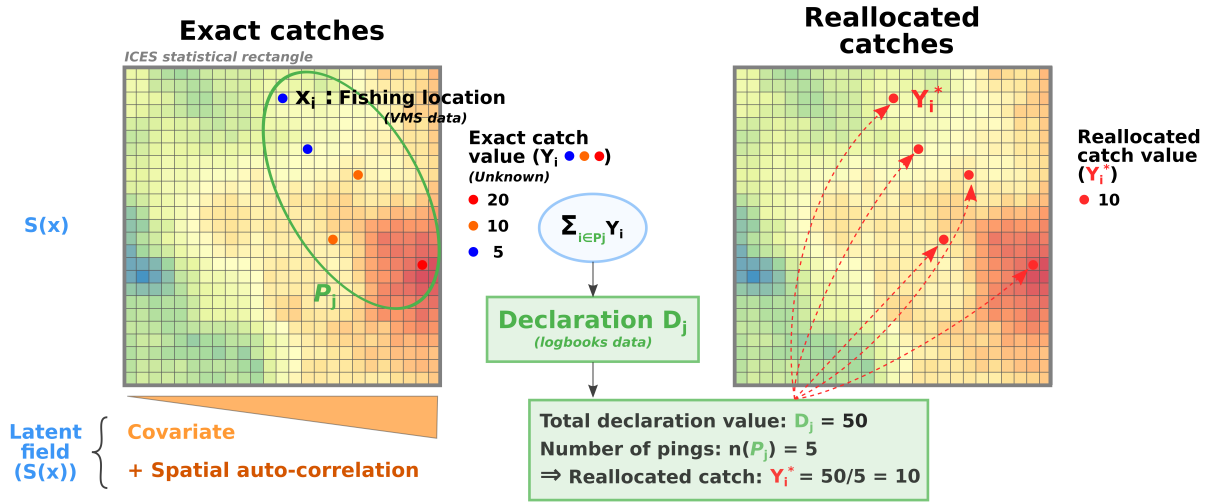 Exact catches
ICES statistical rectangle
xi : Fishing location
(VMS data)
Pj
S(x)
Exact catch
value (Yi )
(Unknown)
20
10
5
Σi∈Pj Yi
Declaration Dj
(logbooks data)
Reallocated
catches
Yi*
Reallocated
catch value
(Yi*)
10
Latent
field
(S(x))
Covariate
+ Spatial auto-correlation
Total declaration value: Dj = 50
Number of pings: n(Pj) = 5
⇒ Reallocated catch: Yi* = 50/5 = 10